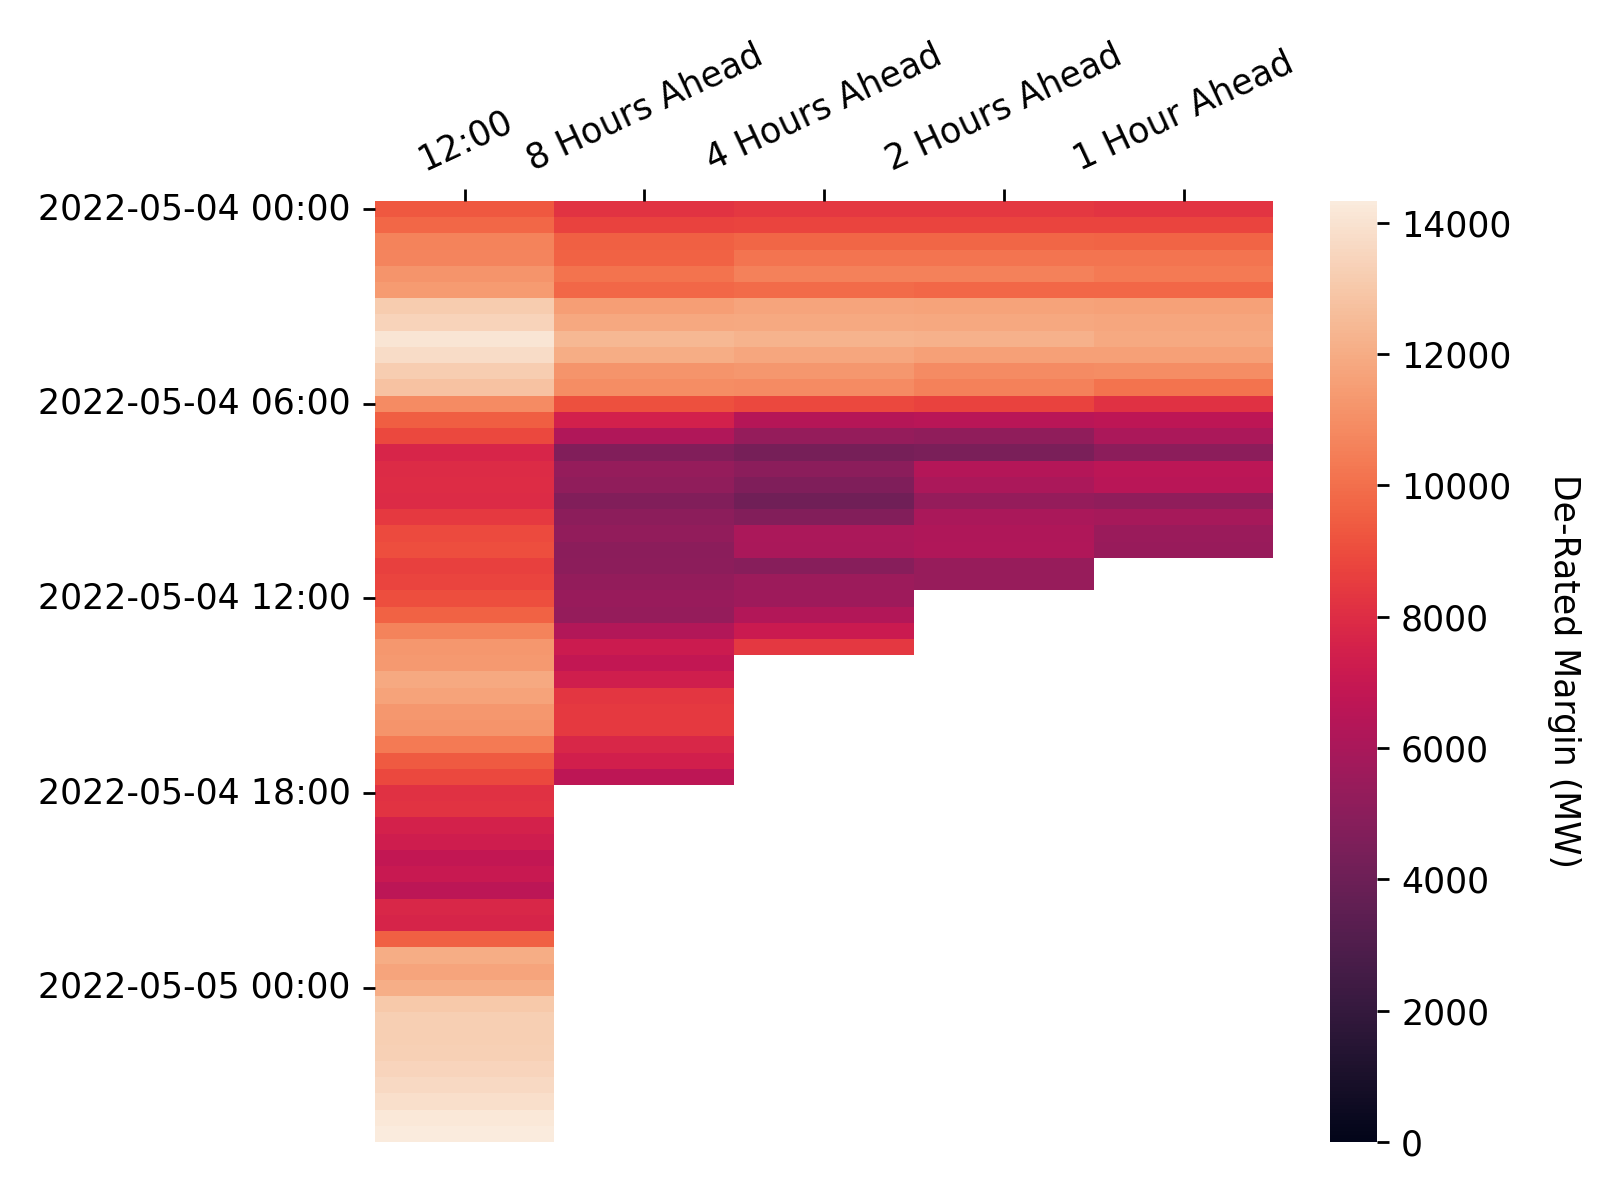 12:00
8 Hours Ahead
4 Hours Ahead
2 Hours Ahead
1 Hour Ahead
2022-05-04 00:00
2022-05-04 06:00
2022-05-04 12:00
2022-05-04 18:00
2022-05-05 00:00
14000
12000
10000
8000
6000
4000
2000
0
De-Rated Margin (MW)